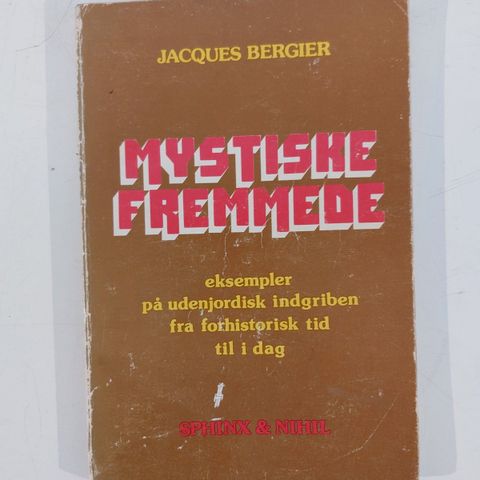 JACQUES BERGIER
MYSTISKE
FREMMEDE
eksempler
på udenjordisk indgriben
fra forhistorisk tid
til i dag
SPHINX & NIHIL